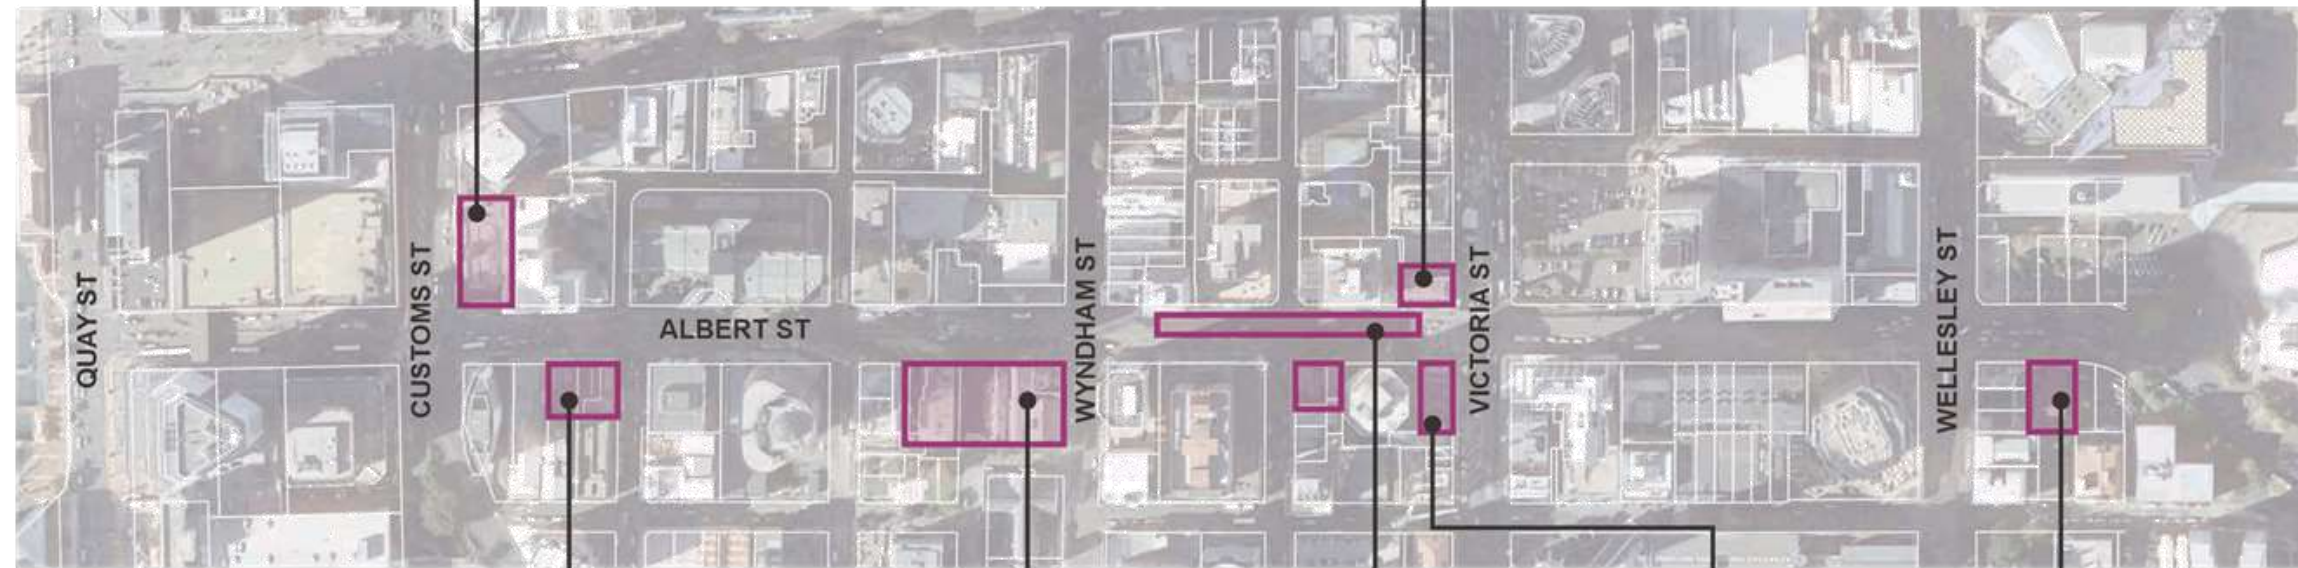 QUAY ST
CUSTOMS ST
ALBERT ST
WYNDHAM ST
VICTORIA ST
WELLESLEY ST